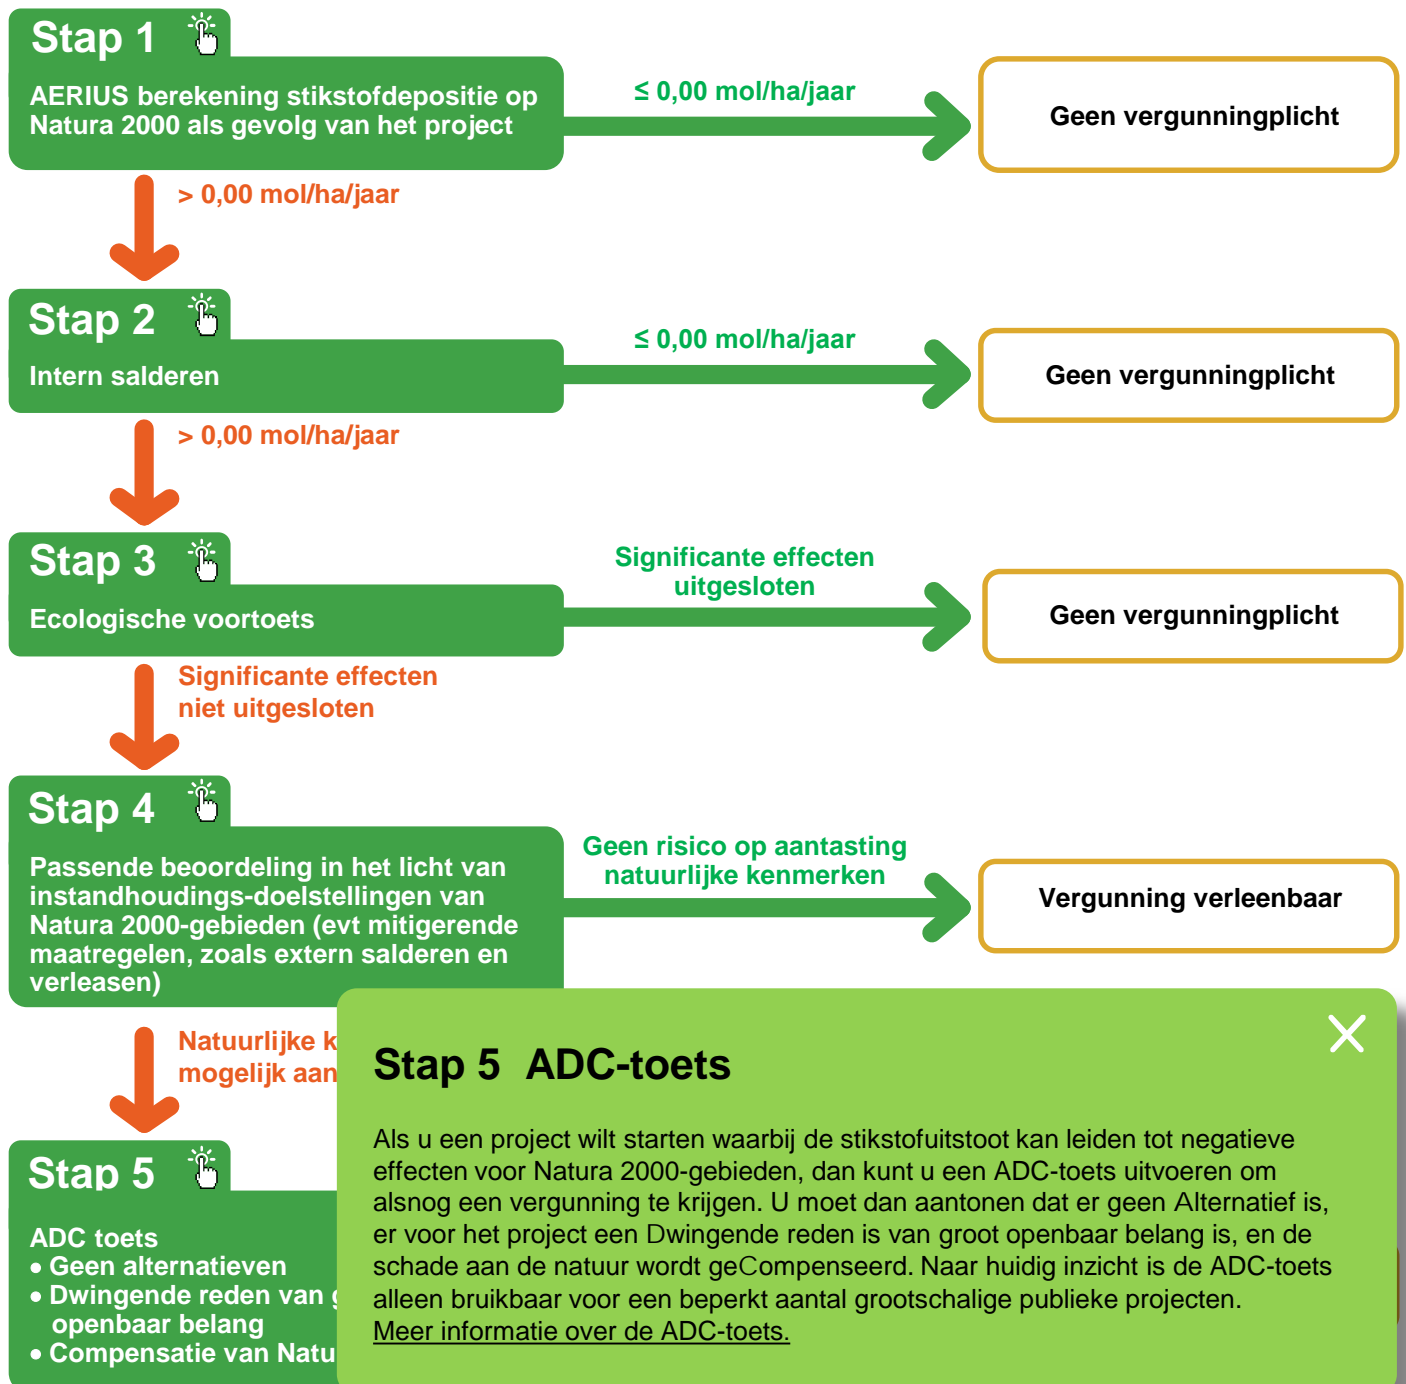 Stap 1
AERIUS berekening stikstofdepositie op
Natura 2000 als gevolg van het project
≤ 0,00 mol/ha/jaar
Geen vergunningplicht
> 0,00 mol/ha/jaar
Stap 2
Intern salderen
≤ 0,00 mol/ha/jaar
Geen vergunningplicht
> 0,00 mol/ha/jaar
Stap 3
Ecologische voortoets
Significante effecten
uitgesloten
Geen vergunningplicht
Significante effecten
niet uitgesloten
Stap 4
Passende beoordeling in het licht van
instandhoudings-doelstellingen van
Natura 2000-gebieden (evt mitigerende
maatregelen, zoals extern salderen en
verleasen)
Geen risico op aantasting
natuurlijke kenmerken
Vergunning verleenbaar
Natuurlijke
mogelijk
Stap 5
ADC toets
• Geen alternatieven
• Dwingende reden van
openbaar belang
• Compensatie van
Stap 5 ADC-toets
Als u een project wilt starten waarbij de stikstofuitstoot kan leiden tot negatieve
effecten voor Natura 2000-gebieden, dan kunt u een ADC-toets uitvoeren om
alsnog een vergunning te krijgen. U moet dan aantonen dat er geen Alternatief is,
er voor het project een Dwingende reden is van groot openbaar belang is, en de
schade aan de natuur wordt geCompenseerd. Naar huidig inzicht is de ADC-toets
alleen bruikbaar voor een beperkt aantal grootschalige publieke projecten.
Meer informatie over de ADC-toets.